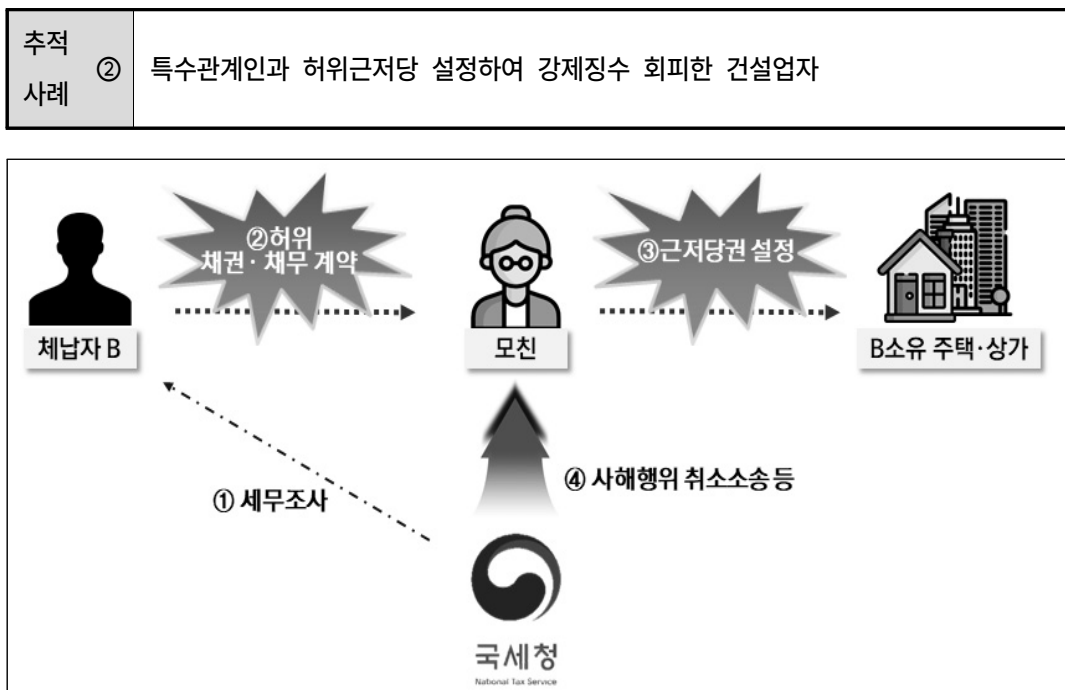 추적
사례
②
특수관계인과 허위근저당 설정하여 강제징수 회피한 건설업자
②허위
채권·채무 계약
③근저당권 설정
체납자 B
모친
B소유 주택·상가
① 세무조사
④ 사해행위 취소소송 등
국세청
National Tax Service